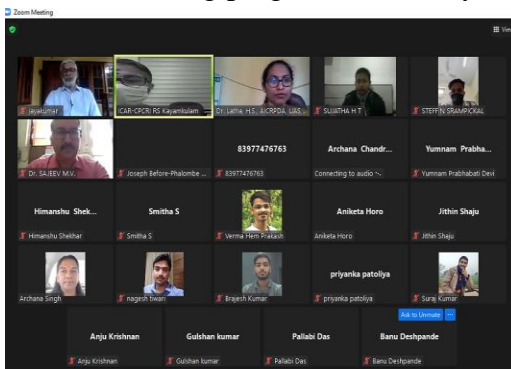 Zoom Meeting
View
Jayakumar
ICAR-CPCRI RS Kayamkulam
Dr. Latha H.S., AICRPDA, UAS
SUJATHA H T
STEFFIN SRAMPICKAL
Dr. SAJEEV M.V.
Joseph Before-Phalombe ...
83977476763
83977476763
Archana Chandr...
Connecting to audio
Yumnam Prabha...
Yumnam Prabhabati Devi
Himanshu Shek...
Himanshu Shekhar
Smitha S
Smitha S
Verma Hem Prakash
Aniketa Horo
Aniketa Horo
Jithin Shaju
Jithin Shaju
Archana Singh
nagesh tiwari
Brajesh Kumar
priyanka patoliya
priyanka patoliya
Suraj Kumar
Ask to Unmute ...
Anju Krishnan
Anju Krishnan
Gulshan kumar
Gulshan kumar
Pallabi Das
Pallabi Das
Banu Deshpande
Banu Deshpande